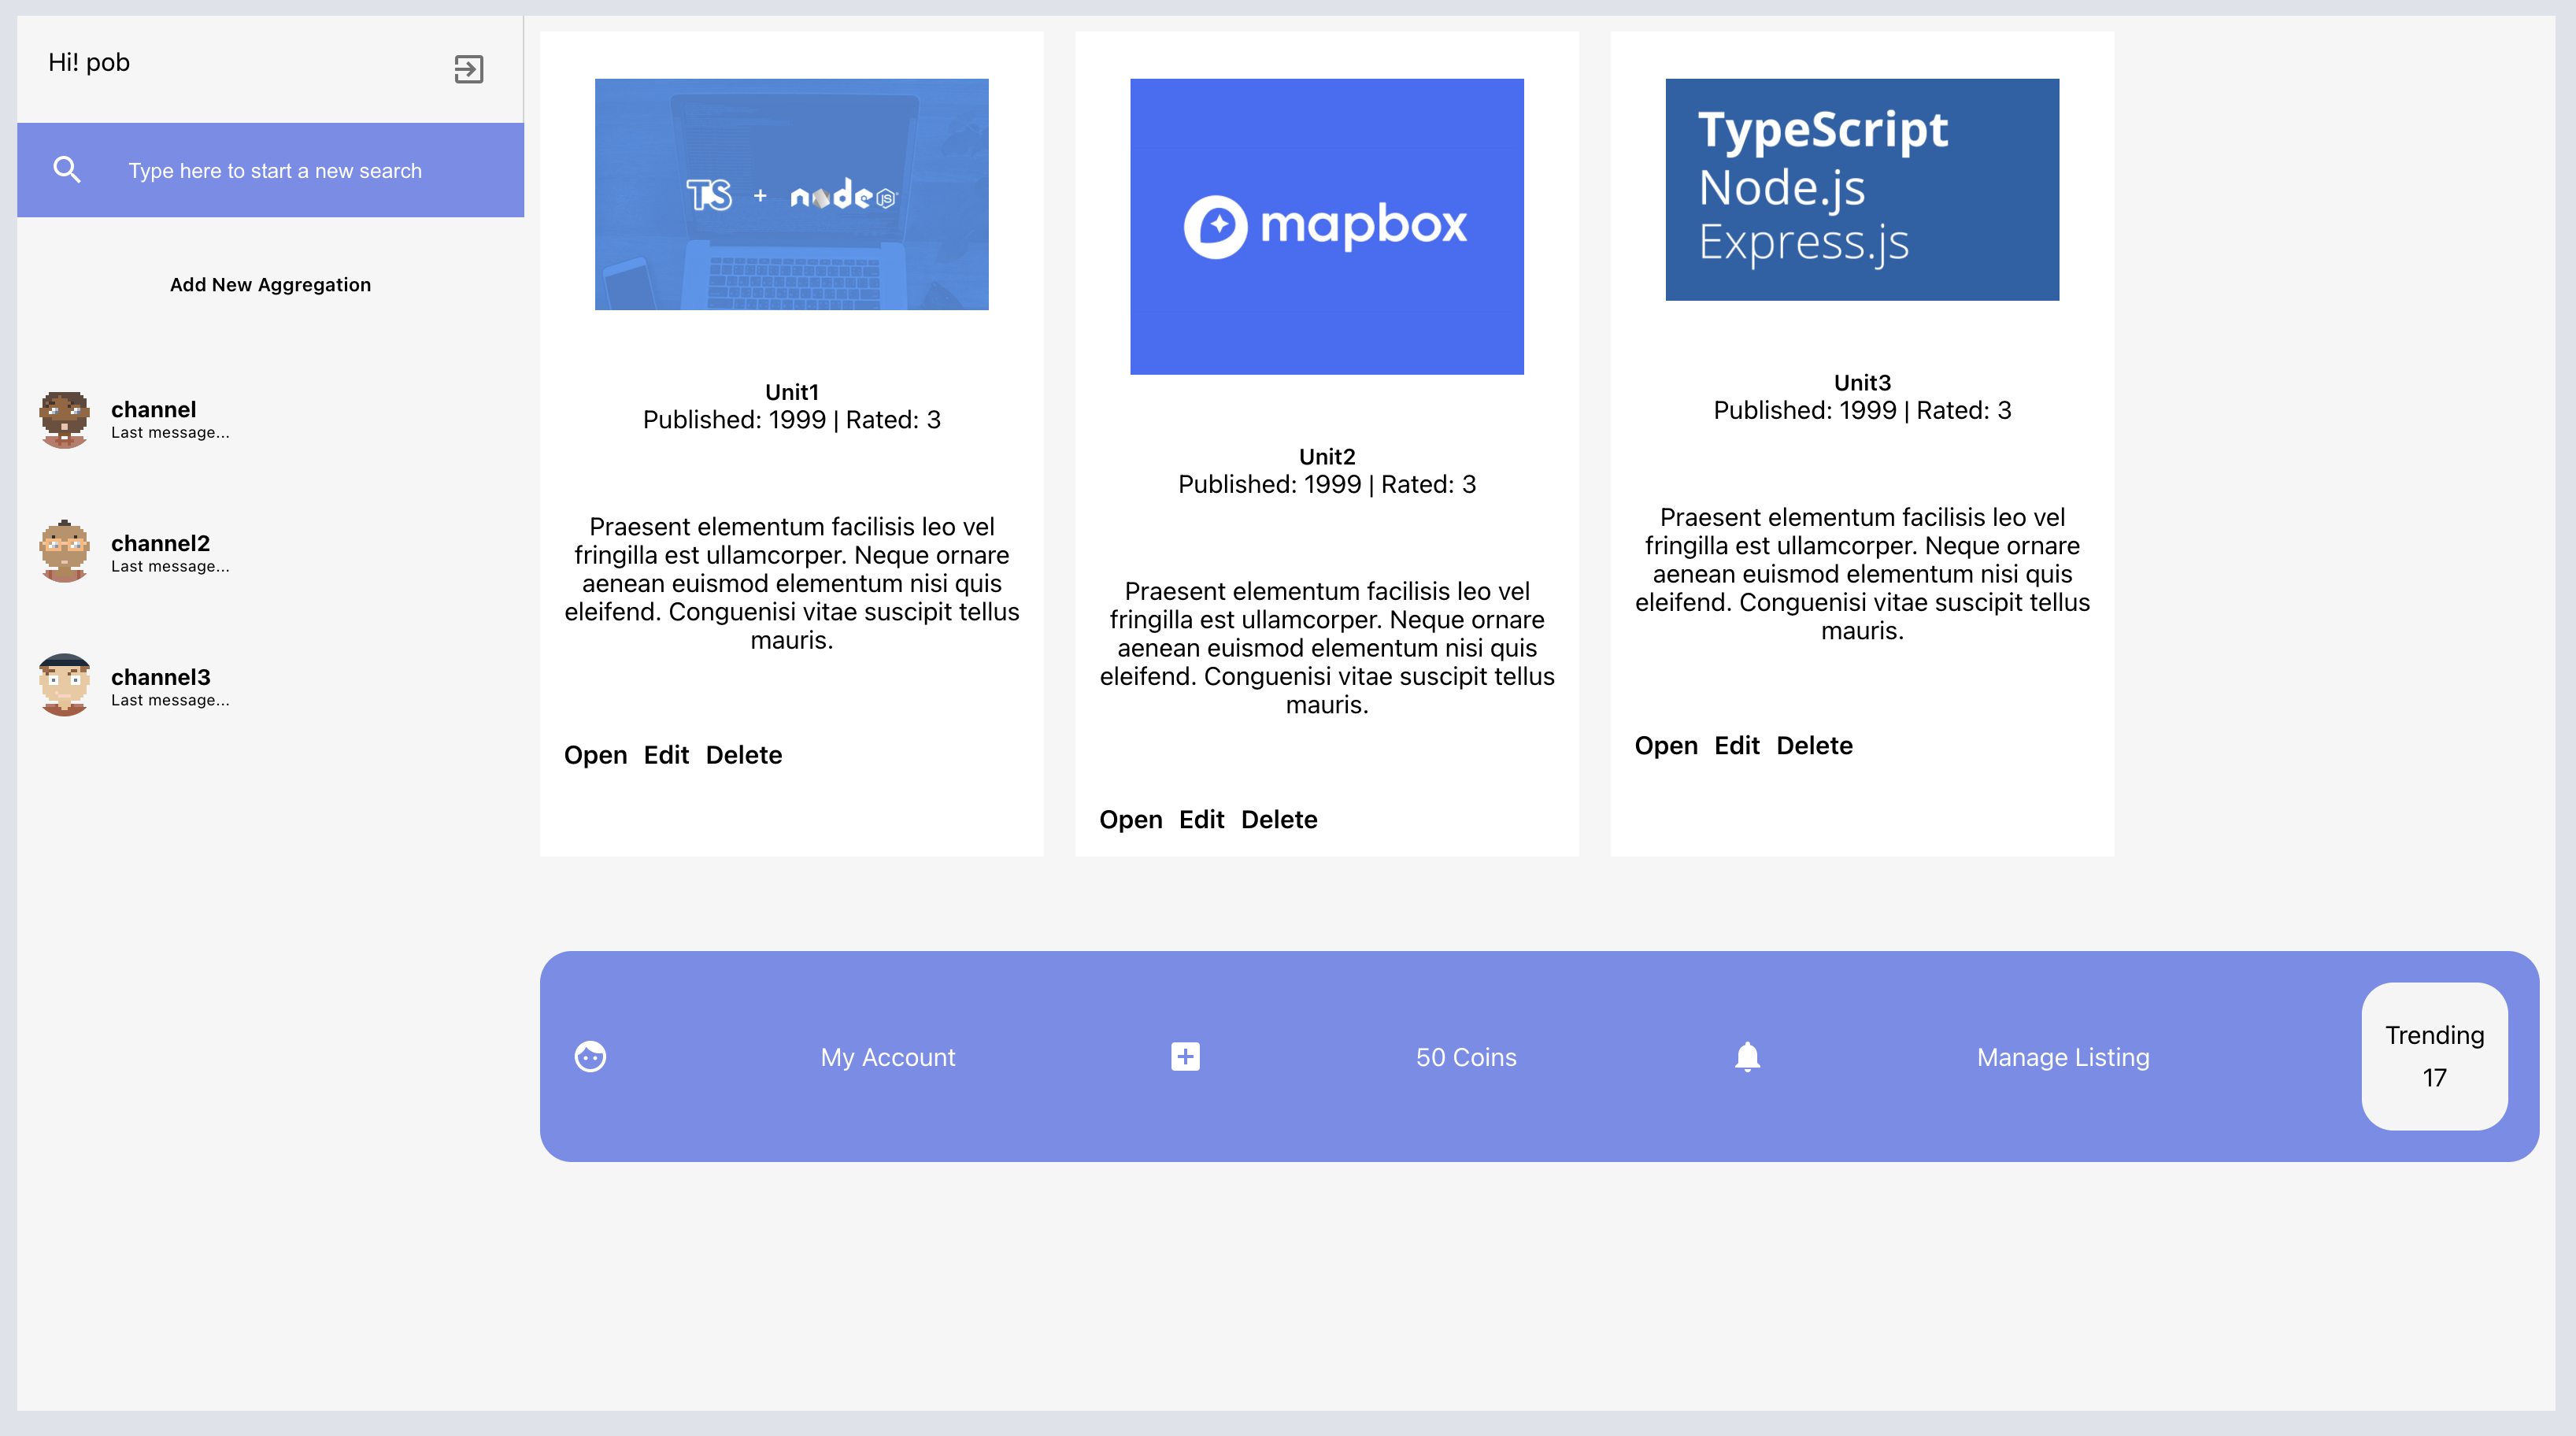 Hi! pob
Type here to start a new search
Add New Aggregation
channel
Last message...
channel2
Last message...
channel3
Last message...
TS + node JS
Unit1
Published: 1999 | Rated: 3
Praesent elementum facilisis leo vel
fringilla est ullamcorper. Neque ornare
aenean euismod elementum nisi quis
eleifend. Conguenisi vitae suscipit tellus
mauris.
Open Edit Delete
mapbox
Unit2
Published: 1999 | Rated: 3
Praesent elementum facilisis leo vel
fringilla est ullamcorper. Neque ornare
aenean euismod elementum nisi quis
eleifend. Conguenisi vitae suscipit tellus
mauris.
Open Edit Delete
TypeScript
Node.js
Express.js
Unit3
Published: 1999 | Rated: 3
Praesent elementum facilisis leo vel
fringilla est ullamcorper. Neque ornare
aenean euismod elementum nisi quis
eleifend. Conguenisi vitae suscipit tellus
mauris.
Open Edit Delete
My Account
50 Coins
Manage Listing
Trending
17